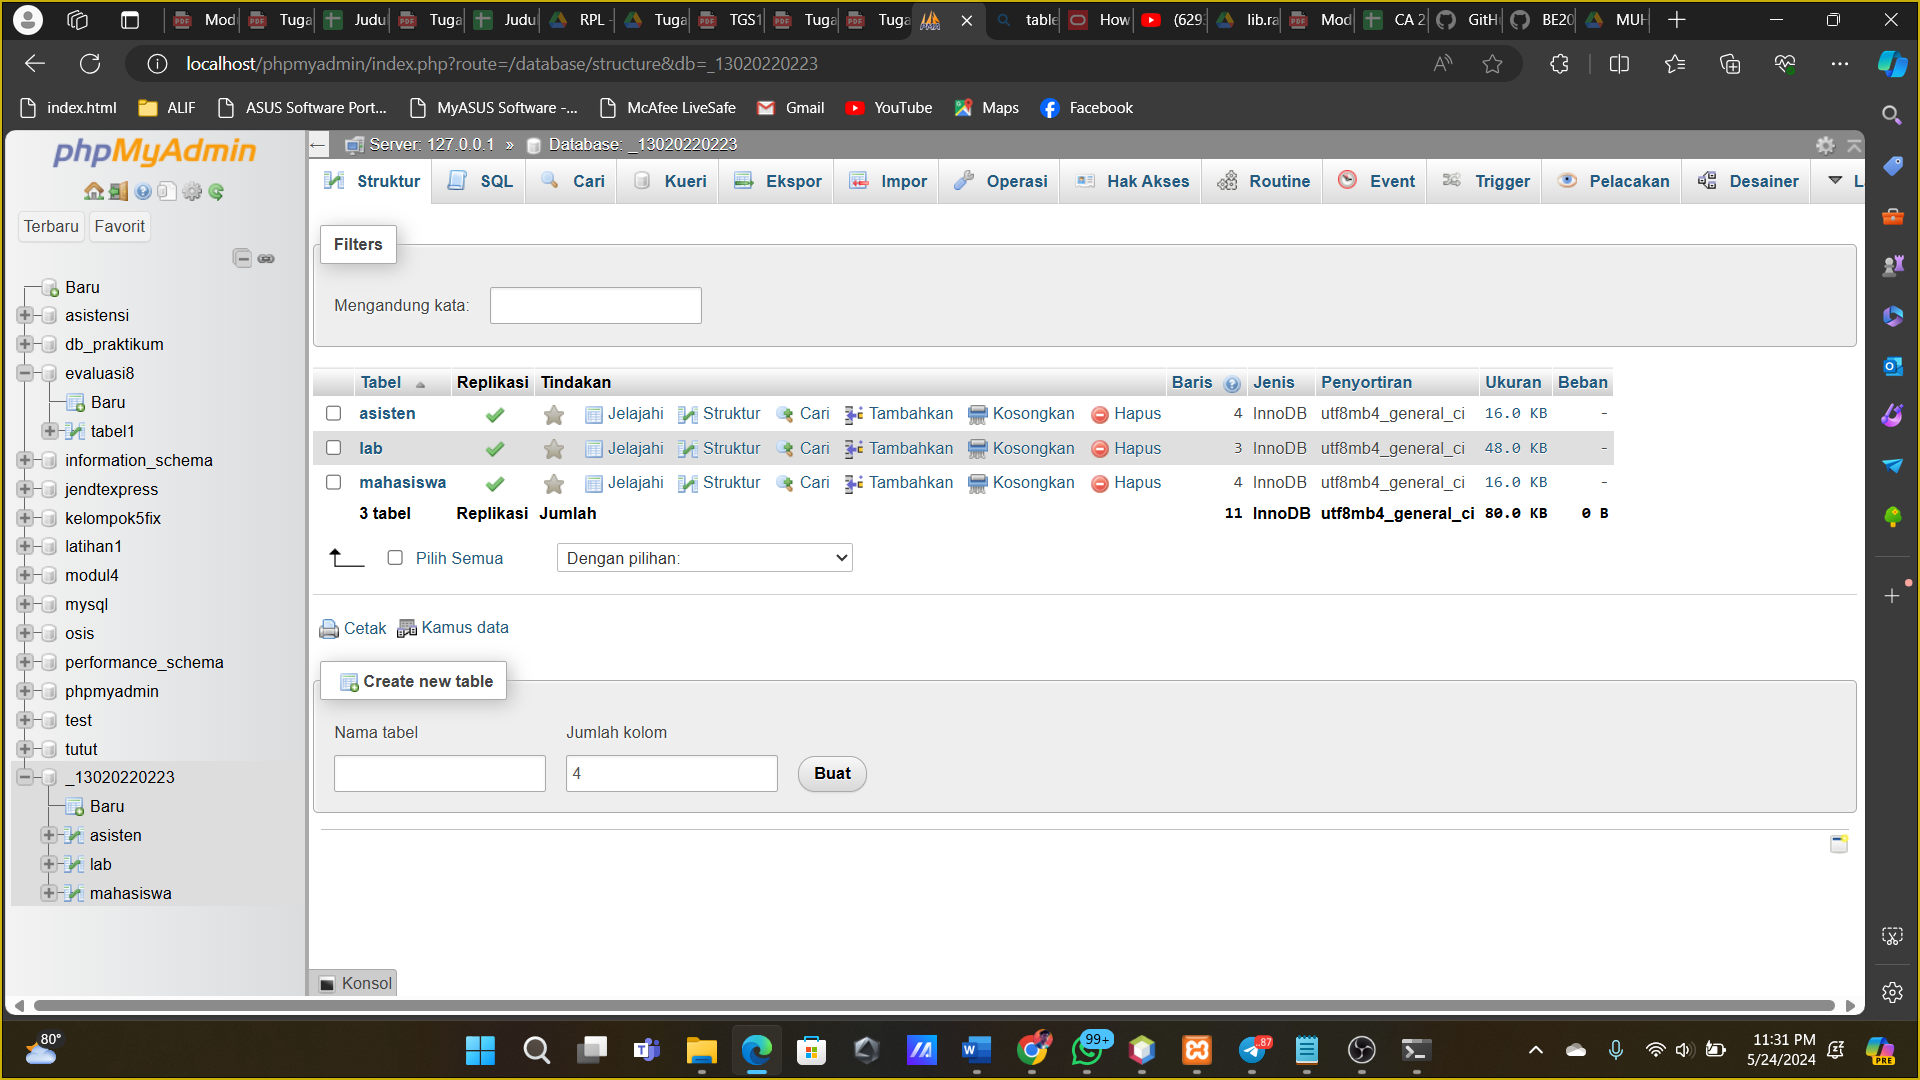 Mod
Tuga
Judu
Tuga
Judu
RPL -
Tuga
TGS1
Tuga
Tuga
table
How
(629
lib.ra
Mod
CA 2
GitH
BE20
MUH
localhost/phpmyadmin/index.php?route=/database/structure&db=_13020220223
index.html
ALIF
ASUS Software Port...
MyASUS Software -...
McAfee LiveSafe
Gmail
YouTube
Maps
Facebook
phpMyAdmin
Terbaru
Favorit
Baru
asistensi
db_praktikum
evaluasi8
Baru
tabel1
information_schema
jendtexpress
kelompok5fix
latihan1
modul4
mysql
osis
performance_schema
phpmyadmin
test
tutut
_13020220223
Baru
asisten
lab
mahasiswa
Server: 127.0.0.1 » Database: _13020220223
Struktur
SQL
Cari
Kueri
Ekspor
Impor
Operasi
Hak Akses
Routine
Event
Trigger
Pelacakan
Desainer
Filters
Mengandung kata:
Tabel Replikasi Tindakan Baris Jenis Penyortiran Ukuran Beban
asisten Jelajahi Struktur Cari Tambahkan Kosongkan Hapus 4 InnoDB utf8mb4_general_ci 16.0 KB -
lab Jelajahi Struktur Cari Tambahkan Kosongkan Hapus 3 InnoDB utf8mb4_general_ci 48.0 KB -
mahasiswa Jelajahi Struktur Cari Tambahkan Kosongkan Hapus 4 InnoDB utf8mb4_general_ci 16.0 KB -
3 tabel Replikasi Jumlah 11 InnoDB utf8mb4_general_ci 80.0 KB 0 B
Pilih Semua
Dengan pilihan:
Cetak
Kamus data
Create new table
Nama tabel
Jumlah kolom
4
Buat
Konsol
80°
99+
87
11:31 PM
5/24/2024
PRE